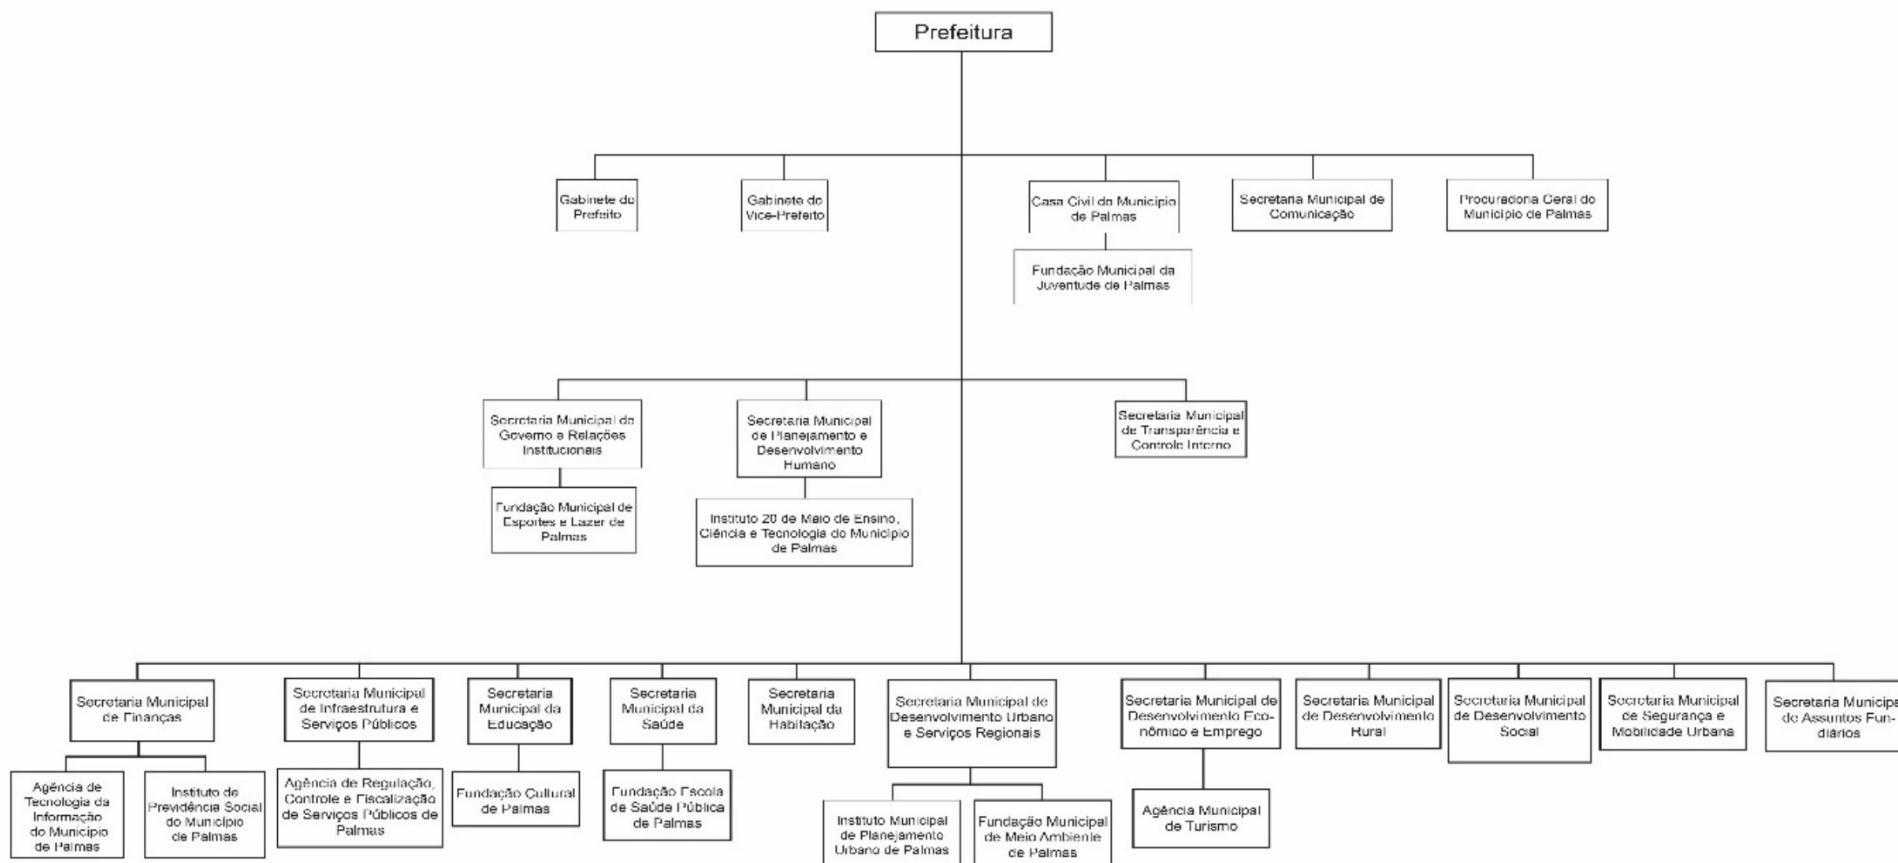 Prefeitura
Gabinete do
Prefeito
Gabinete do
Vice-Prefeito
Casa Civil do Município
de Palmas
Secretaria Municipal de
Comunicação
Procuradoria Geral do
Município de Palmas
Fundação Municipal da
Juventude de Palmas
Secretaria Municipal de
Governo e Relações
Institucionais
Secretaria Municipal
de Planejamento e
Desenvolvimento
Humano
Secretaria Municipal
de Transparência e
Controle Interno
Fundação Municipal de
Esportes e Lazer de
Palmas
Instituto 20 de Maio de Ensino,
Ciência e Tecnologia do Município
de Palmas
Secretaria Municipal
de Finanças
Secretaria Municipal
de Infraestrutura e
Serviços Públicos
Secretaria
Municipal da
Educação
Secretaria
Municipal da
Saúde
Secretaria
Municipal da
Habitação
Secretaria Municipal de
Desenvolvimento Urbano
e Serviços Regionais
Secretaria Municipal de
Desenvolvimento Eco-
nômico e Emprego
Secretaria Municipal
de Desenvolvimento
Rural
Secretaria Municipal
de Desenvolvimento
Social
Secretaria Municipal
de Segurança e
Mobilidade Urbana
Secretaria Municipa
de Assuntos Fun-
diários
Agência de
Tecnologia da
Informação
do Município
de Palmas
Instituto de
Previdência Social
do Município
de Palmas
Agência de Regulação,
Controle e Fiscalização
de Serviços Públicos de
Palmas
Fundação Cultural
de Palmas
Fundação Escola
de Saúde Pública
de Palmas
Instituto Municipal
de Planejamento
Urbano de Palmas
Fundação Municipal
de Meio Ambiente
de Palmas
Agência Municipal
de Turismo